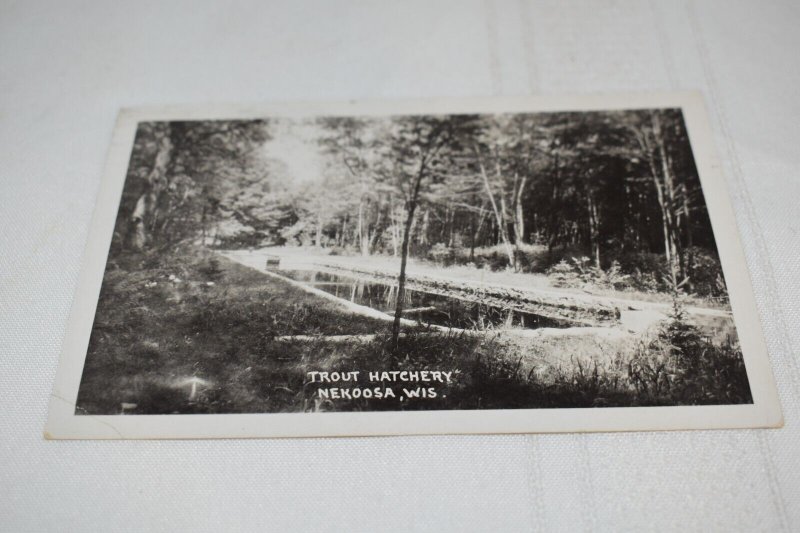 TROUT HATCHERY
NEKOOSA, WIS.